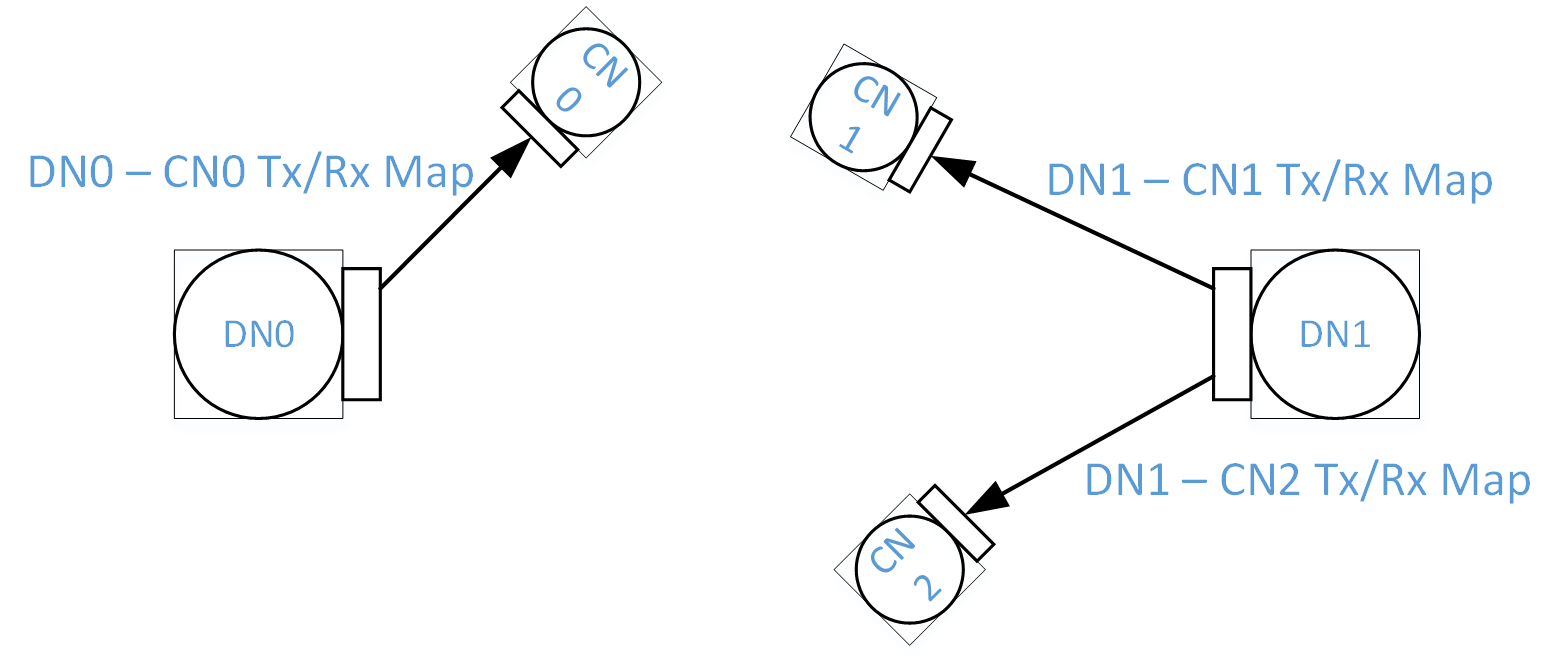 CN
0
CN
1
DN0 – CN0 Tx/Rx Map
DN1 – CN1 Tx/Rx Map
DN0
DN1
DN1 – CN2 Tx/Rx Map
CN
2